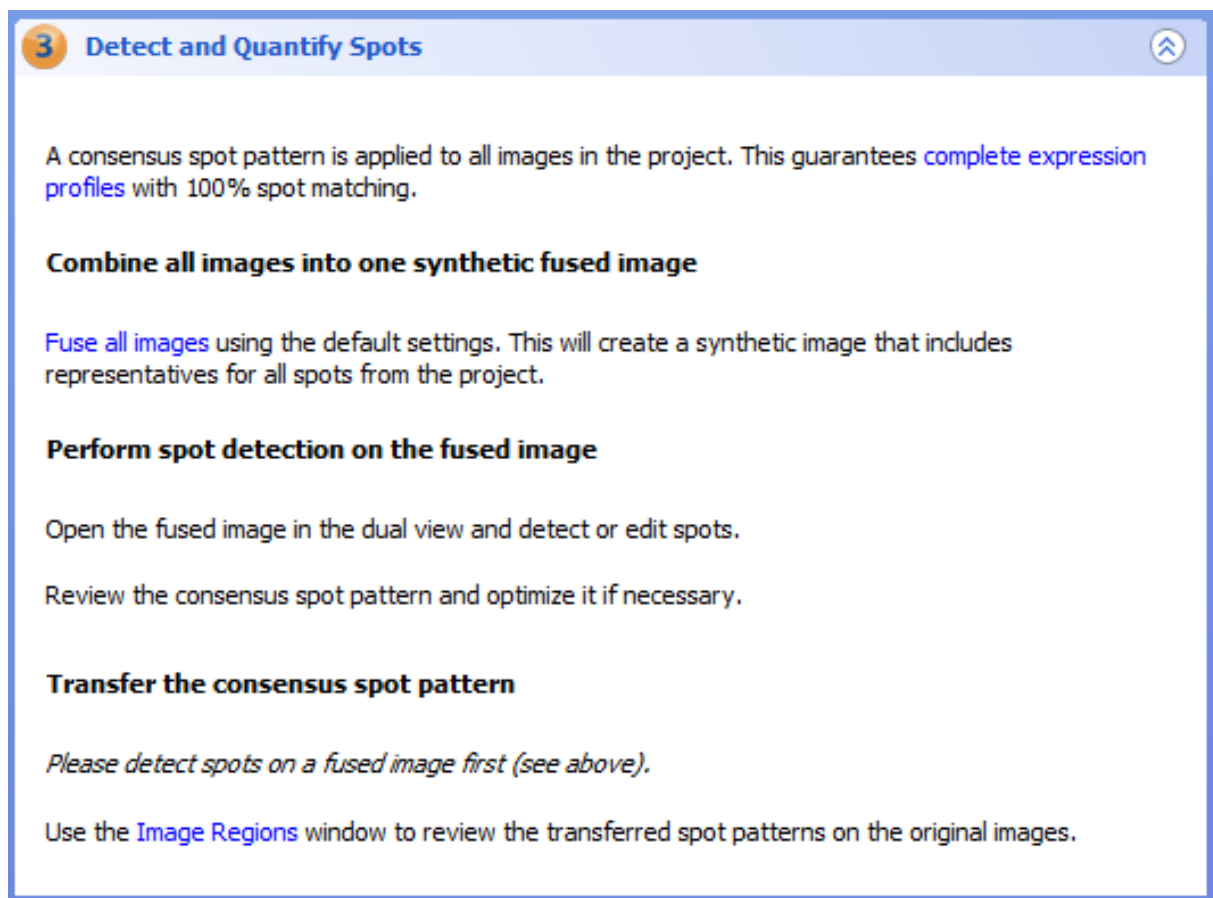 3 Detect and Quantify Spots
A consensus spot pattern is applied to all images in the project. This guarantees complete expression
profiles with 100% spot matching.
Combine all images into one synthetic fused image
Fuse all images using the default settings. This will create a synthetic image that includes
representatives for all spots from the project.
Perform spot detection on the fused image
Open the fused image in the dual view and detect or edit spots.
Review the consensus spot pattern and optimize it if necessary.
Transfer the consensus spot pattern
Please detect spots on a fused image first (see above).
Use the Image Regions window to review the transferred spot patterns on the original images.